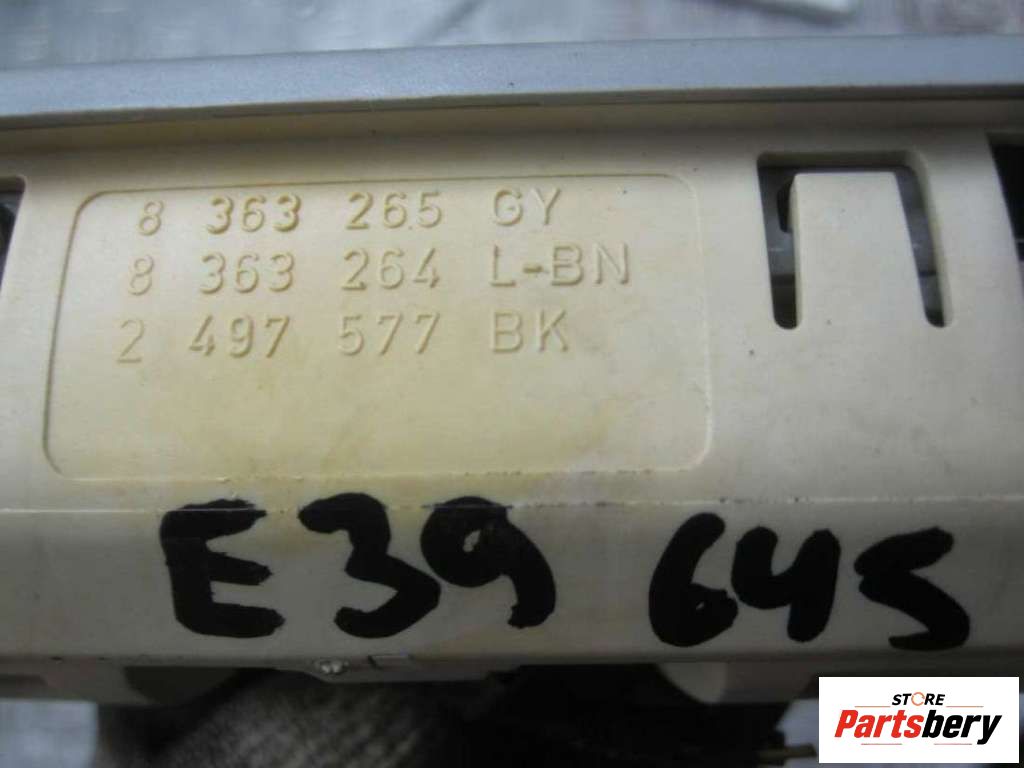 8 363 265 GY
8 363 264 L-BN
2 497 577 BK
E39 645
STORE
Partsbery